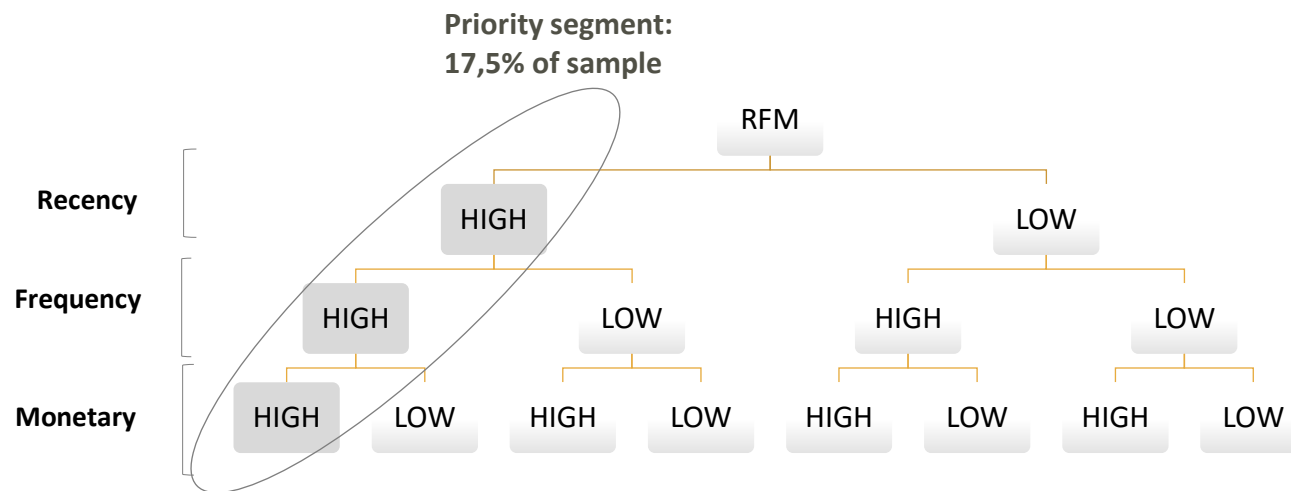 Priority segment:
17,5% of sample
RFM
Recency
HIGH
LOW
Frequency
HIGH
LOW
HIGH
LOW
Monetary
HIGH
LOW
HIGH
LOW
HIGH
LOW
HIGH
LOW